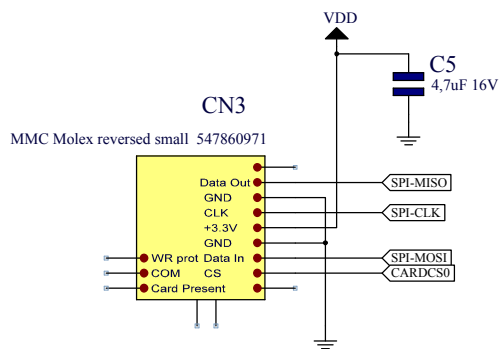 VDD
C5
4,7uF 16V
CN3
MMC Molex reversed small 547860971
Data Out
SPI-MISO
GND
CLK
SPI-CLK
+3.3V
GND
WR prot
Data In
SPI-MOSI
COM
CS
CARDCS0
Card Present